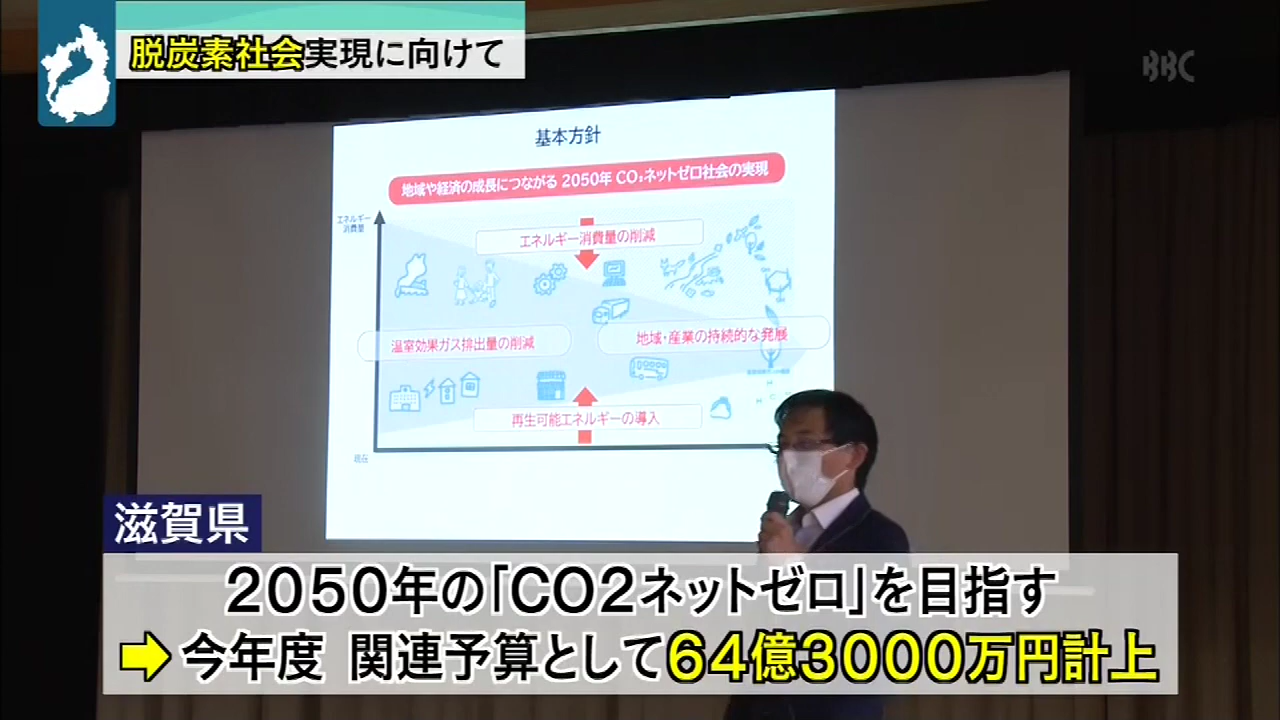 脱炭素社会実現に向けて
BBC
基本方針
地域や経済の成長につながる 2050年 CO₂ネットゼロ社会の実現
エネルギー
消費量
エネルギー消費量の削減
温室効果ガス排出量の削減
地域・産業の持続的な発展
再生可能エネルギーの導入
現在
滋賀県
2050年の「CO2ネットゼロ」を目指す
今年度 関連予算として64億3000万円計上